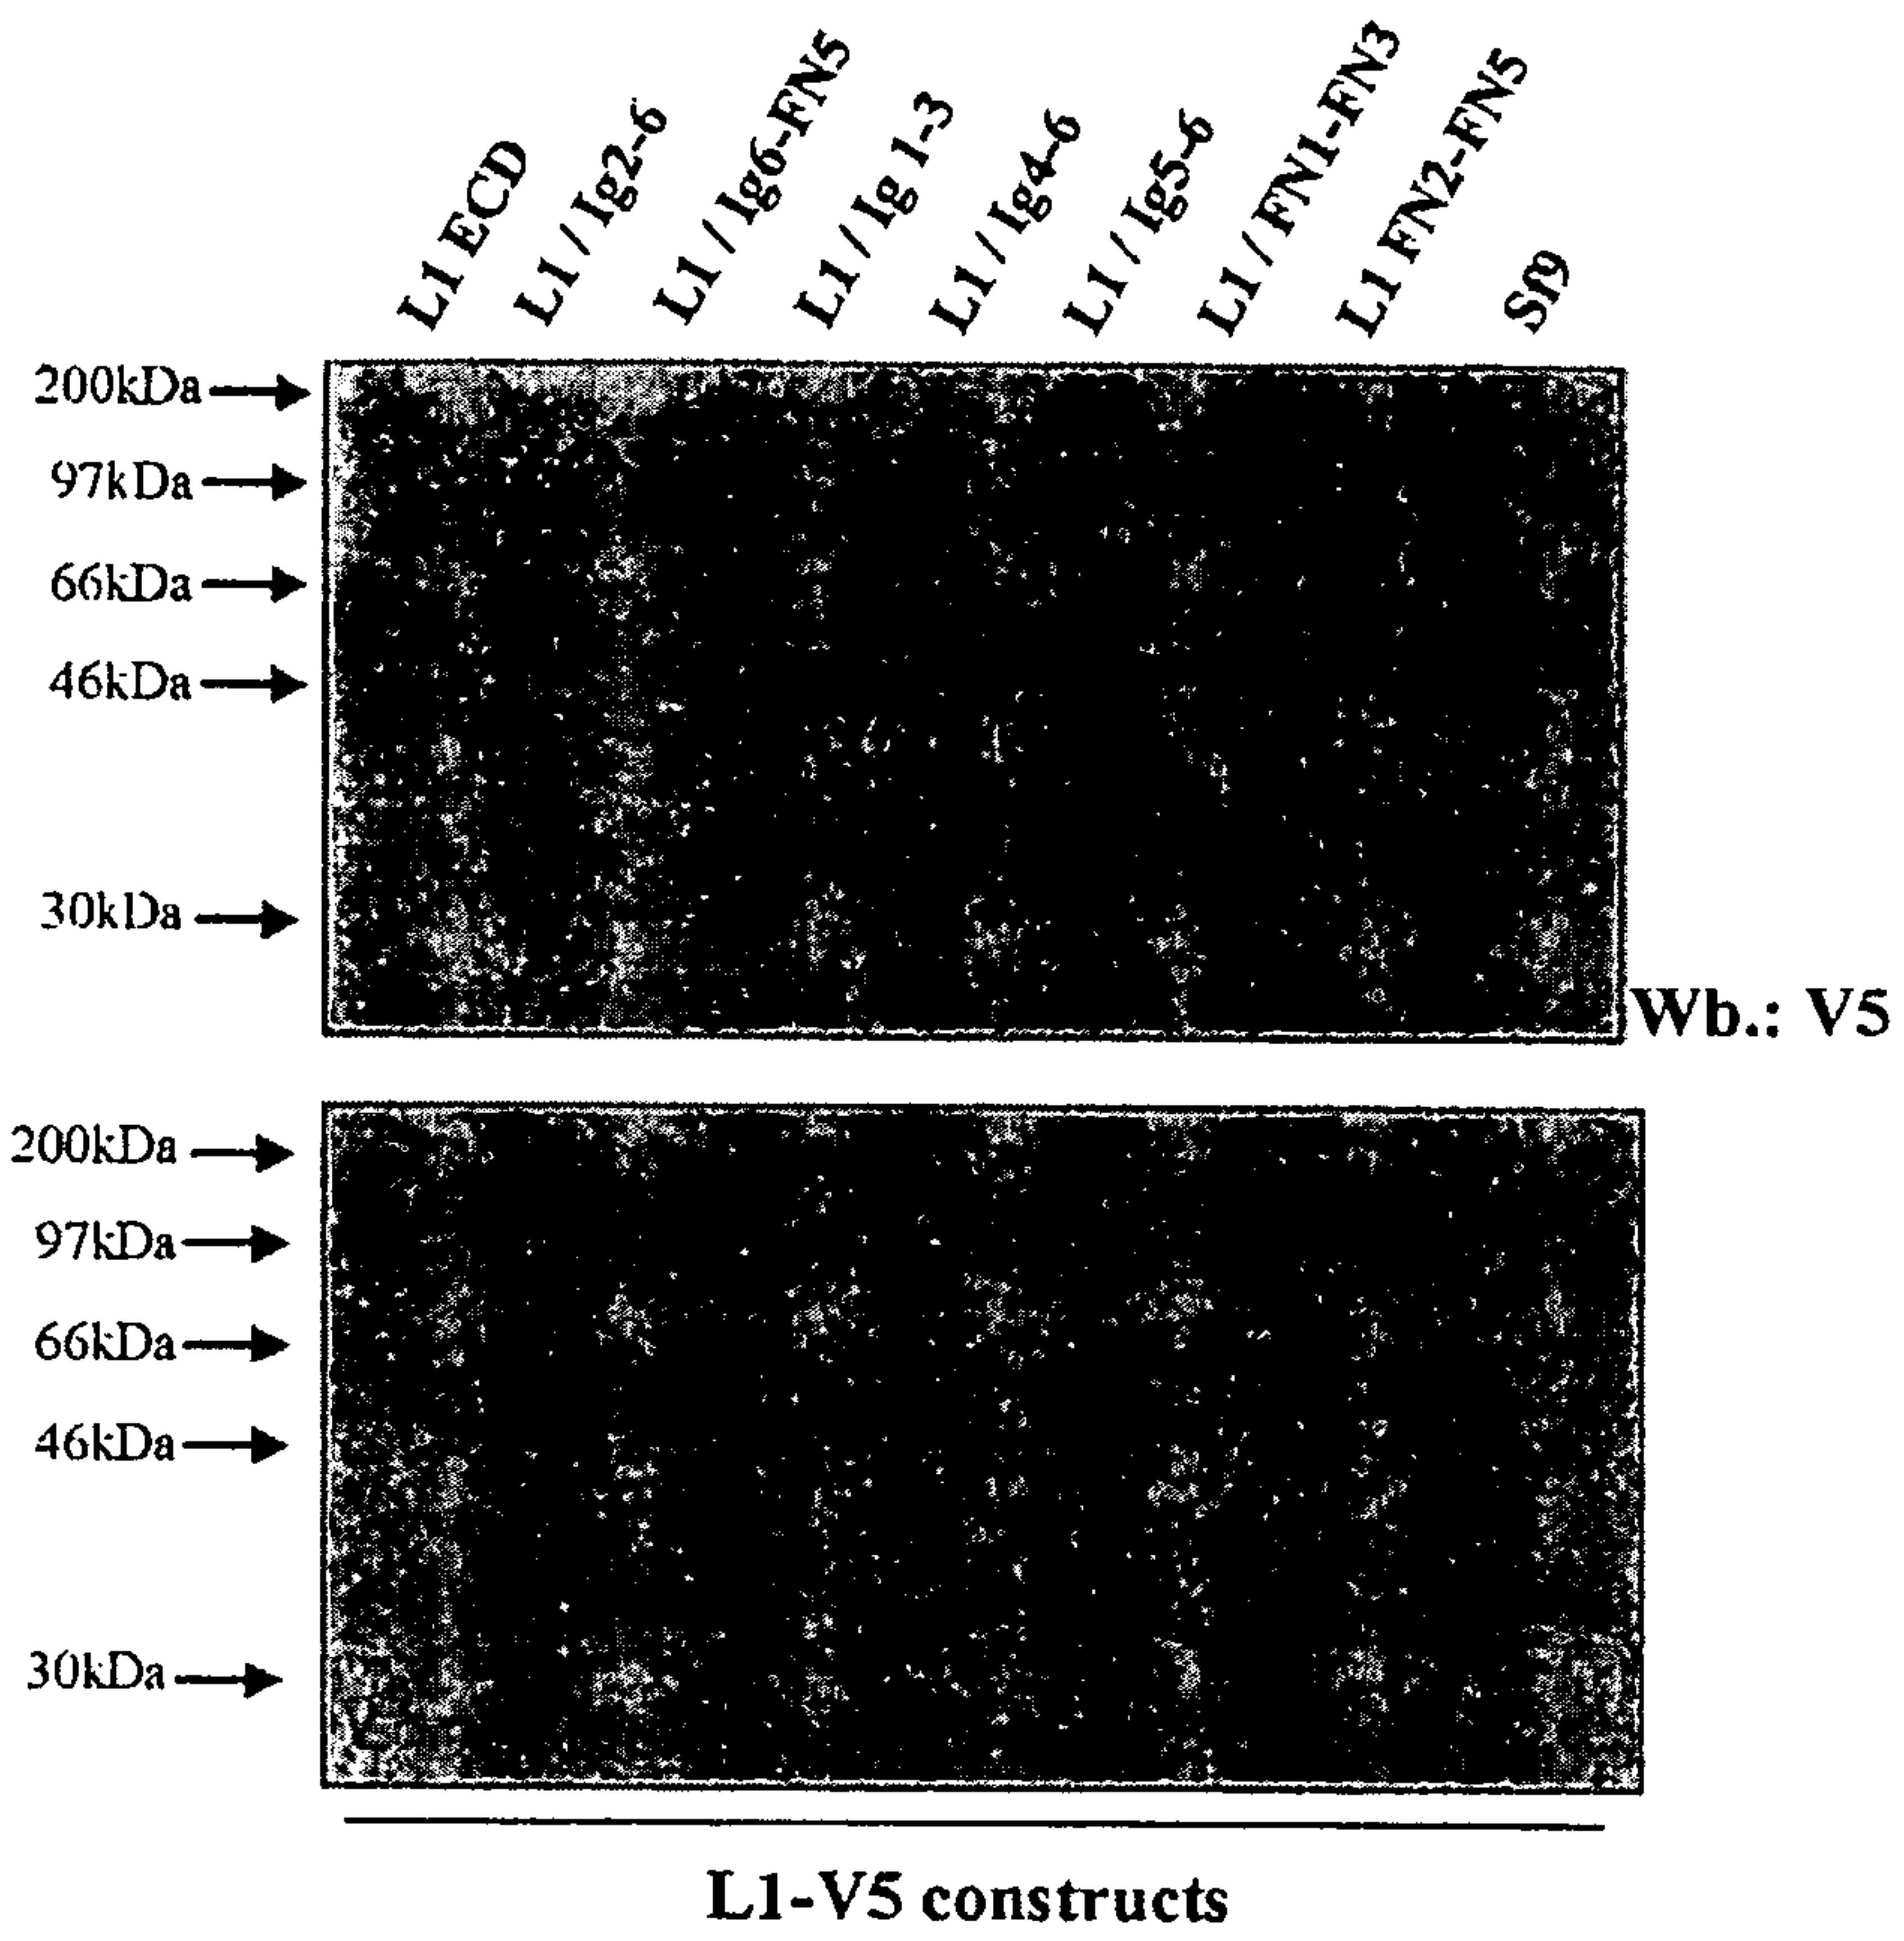 L1 ECD
L1 / Ig2-6
L1 / Ig6-FN5
L1 / Ig 1-3
L1 / Ig4-6
L1 / Ig5-6
L1 / FN1-FN3
L1 FN2-FN5
Sf9
200kDa
97kDa
66kDa
46kDa
30kDa
Wb.: V5
200kDa
97kDa
66kDa
46kDa
30kDa
L1-V5 constructs